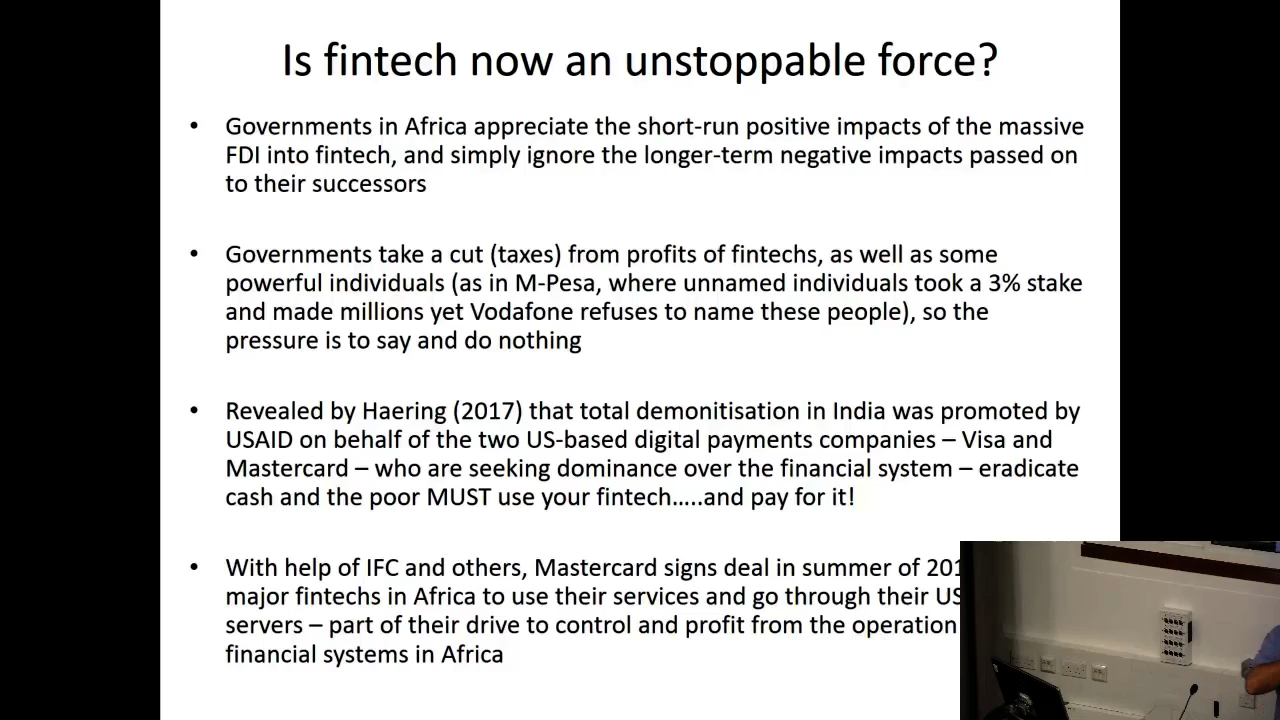 Is fintech now an unstoppable force?
• Governments in Africa appreciate the short-run positive impacts of the massive
FDI into fintech, and simply ignore the longer-term negative impacts passed on
to their successors
• Governments take a cut (taxes) from profits of fintechs, as well as some
powerful individuals (as in M-Pesa, where unnamed individuals took a 3% stake
and made millions yet Vodafone refuses to name these people), so the
pressure is to say and do nothing
• Revealed by Haering (2017) that total demonitisation in India was promoted by
USAID on behalf of the two US-based digital payments companies – Visa and
Mastercard – who are seeking dominance over the financial system – eradicate
cash and the poor MUST use your fintech…..and pay for it!
• With help of IFC and others, Mastercard signs deal in summer of
major fintechs in Africa to use their services and go through their US
servers – part of their drive to control and profit from the operation
financial systems in Africa